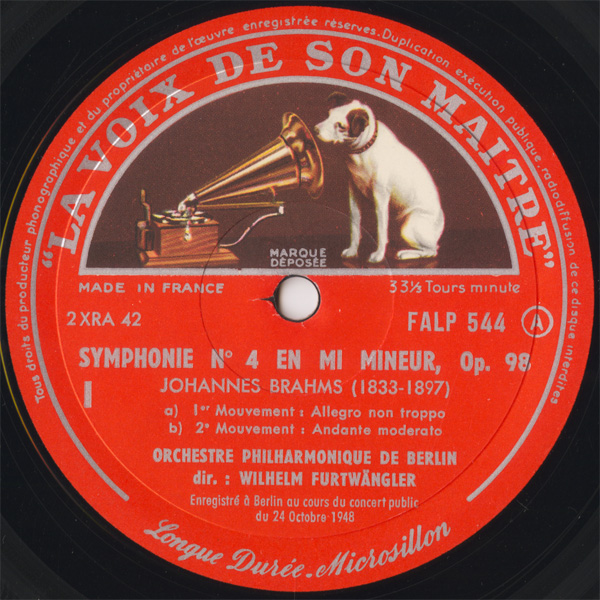 Tous droits du producteur phonographique et du propriétaire de l'œuvre enregistrée réservés. Duplication exécution publique, radiodiffusion de ce disque interdites
"LA VOIX DE SON MAITRE"
MARQUE
DÉPOSÉE
MADE IN FRANCE
33⅓ Tours minute
2XRA 42
FALP 544 A
SYMPHONIE N° 4 EN MI MINEUR, Op. 98
I
JOHANNES BRAHMS (1833-1897)
a) 1er Mouvement : Allegro non troppo
b) 2e Mouvement : Andante moderato
ORCHESTRE PHILHARMONIQUE DE BERLIN
dir. : WILHELM FURTWÄNGLER
Enregistré à Berlin au cours du concert public
du 24 Octobre 1948
Longue Durée-Microsillon